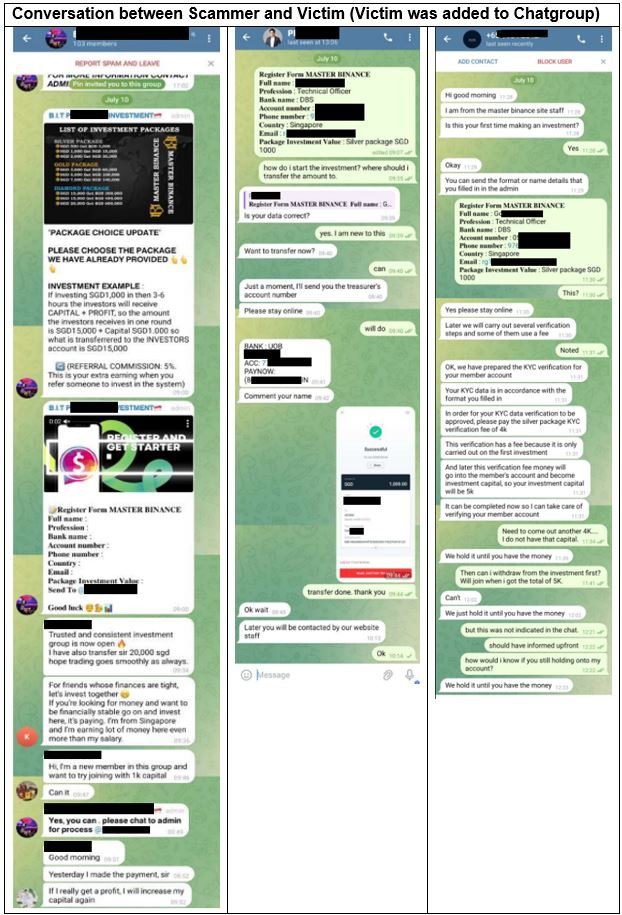 Conversation between Scammer and Victim (Victim was added to Chatgroup)
103 members
REPORT SPAM AND LEAVE
FOR MORE INFORMATION CONTACT
ADMI
Pin invited you to this group
17:02
July 10
B.I.T P
INVESTMENT
admin
LIST OF INVESTMENT PACKAGES
SILVER PACKAGE
GOLD PACKAGE
DIAMOND PACKAGE
MASTER BINANCE
MASTER BINANCE
"PACKAGE CHOICE UPDATE"
PLEASE CHOOSE THE PACKAGE
WE HAVE ALREADY PROVIDED
INVESTMENT EXAMPLE :
If investing SGD1,000 then in 3-6
hours the investors will receive
CAPITAL + PROFIT, so the amount
the investors receives in one round
is SGD15,000 + Capital SGD1.000 so
what is transferred to the INVESTORS
account is SGD15,000
(REFERRAL COMMISSION: 5%.
This is your extra earning when you
refer someone to invest in the system)
09:00
B.I.T P
VESTMENT
admin
0:02
REGISTER AND
GET STARTER
Register Form MASTER BINANCE
Full name :
Profession :
Bank name :
Account number :
Phone number :
Country :
Email :
Package Investment Value :
Send To @
Good luck
09:00
Trusted and consistent investment
group is now open
I have also transfer sir 20,000 sgd
hope trading goes smoothly as always.
09:34
For friends whose finances are tight,
let's invest together
If you're looking for money and want to
be financially stable go on and invest
here, it's paying. I'm from Singapore
and I'm earning lot of money here even
more than my salary.
K
Hi, I'm a new member in this group and
want to try joining with 1k capital
09:46
Can it 09:47
admin
Yes, you can . please chat to admin
for process @
09:49
Good morning 09:51
Yesterday I made the payment, sir 09:52
If I really get a profit, I will increase my
capital again
09:52
P
last seen at 13:06
July 10
Register Form MASTER BINANCE
Full name :
Profession : Technical Officer
Bank name : DBS
Account number :
Phone number : 9
Country : Singapore
Email : r
Package Investment Value : Silver package SGD
1000
edited 09:07
how do i start the investment? where should i
transfer the amount to.
09:35
Register Form MASTER BINANCE Full name : G..
Is your data correct?
09:39
yes. I am new to this
09:39
Want to transfer now? 09:40
can
09:40
Just a moment, I'll send you the treasurer's
account number
09:40
Please stay online 09:40
will do
09:40
BANK : UOB
ACC: 7
PAYNOW:
(8
IN
09:41
Comment your name 09:42
Successful
SGD
1,000.00
09:44
transfer done. thank you
09:44
Ok wait 09:45
Later you will be contacted by our website
staff
10:13
Ok 10:14
Message
+6
last seen recently
ADD CONTACT
BLOCK USER
July 10
Hi good morning 11:28
I am from the master binance site staff 11:28
Is this your first time making an investment?
11:28
Yes 11:28
Okay 11:29
You can send the format or name details that
you filled in in the admin
11:29
Register Form MASTER BINANCE
Full name : G
Profession : Technical Officer
Bank name : DBS
Account number : 0
Phone number : 976
Country : Singapore
Email : rg
Package Investment Value : Silver package SGD
1000
11:30
This? 11:30
Yes please stay online 11:30
Later we will carry out several verification
steps and some of them use a fee
11:30
Noted
OK, we have prepared the KYC verification for
your member account
Your KYC data is in accordance with the
format you filled in
11:31
In order for your KYC data verification to be
approved, please pay the silver package KYC
verification fee of 4k
11:31
This verification has a fee because it is only
carried out on the first investment
11:31
And later this verification fee money will
go into the member's account and become
investment capital, so your investment capital
will be 5k
11:31
It can be completed now so I can take care of
verifying your member account
11:31
Need to come out another 4K....
I do not have that capital. 11:34
We hold it until you have the money
Then can i withdraw from the investment first?
Will join when i got the total of 5K.
11:41
Can't 12:02
We just hold it until you have the money
but this was not indicated in the chat. 12:21
should have informed upfront
how would i know if you still holding onto my
account?
12:22
We hold it until you have the money